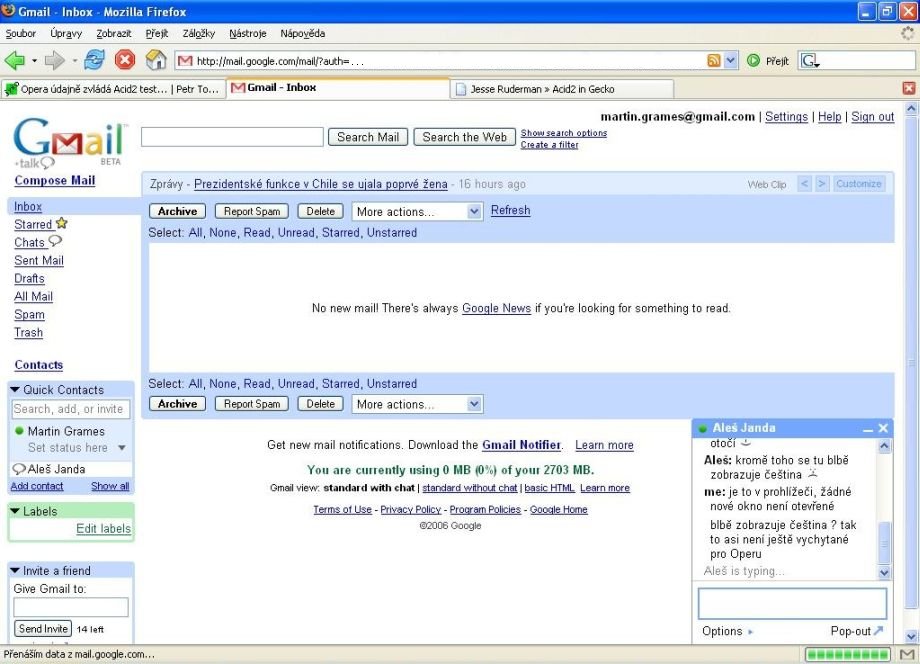 Gmail - Inbox - Mozilla Firefox
Soubor Úpravy Zobrazit Přejít Záložky Nástroje Nápověda
http://mail.google.com/mail/?auth=... Přejít G
Opera údajně zvládá Acid2 test... | Petr To... Gmail - Inbox Jesse Ruderman » Acid2 in Gecko
martin.grames@gmail.com | Settings | Help | Sign out
Gmail
+talk BETA
Search Mail Search the Web Show search options
Create a filter
Compose Mail
Inbox
Starred
Chats
Sent Mail
Drafts
All Mail
Spam
Trash
Contacts
Quick Contacts
Search, add, or invite
Martin Grames
Set status here
Aleš Janda
Add contact Show all
Labels
Edit labels
Invite a friend
Give Gmail to:
Send Invite 14 left
Zprávy - Prezidentské funkce v Chile se ujala poprvé žena - 16 hours ago Web Clip < > Customize
Archive Report Spam Delete More actions... Refresh
Select: All, None, Read, Unread, Starred, Unstarred
No new mail! There's always Google News if you're looking for something to read.
Select: All, None, Read, Unread, Starred, Unstarred
Archive Report Spam Delete More actions...
Get new mail notifications. Download the Gmail Notifier. Learn more
You are currently using 0 MB (0%) of your 2703 MB.
Gmail view: standard with chat | standard without chat | basic HTML Learn more
Terms of Use - Privacy Policy - Program Policies - Google Home
©2006 Google
Aleš Janda
otočí
Aleš: kromě toho se tu blbě
zobrazuje čeština
me: je to v prohlížeči, žádné
nové okno není otevřené
blbě zobrazuje čeština ? tak
to asi není ještě vychytané
pro Operu
Aleš is typing...
Options Pop-out
Přenáším data z mail.google.com...